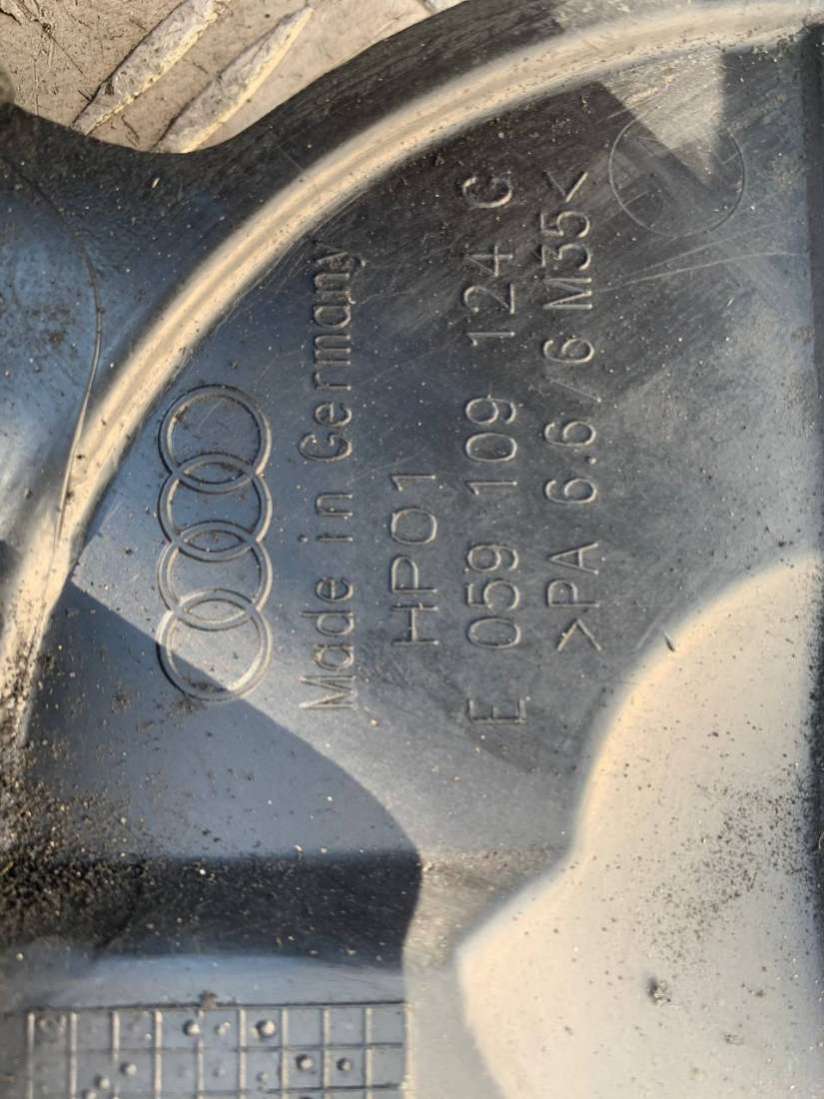 Made in Germany
HP01
E 059 109 124 G
>PA 6.6/6 M35<